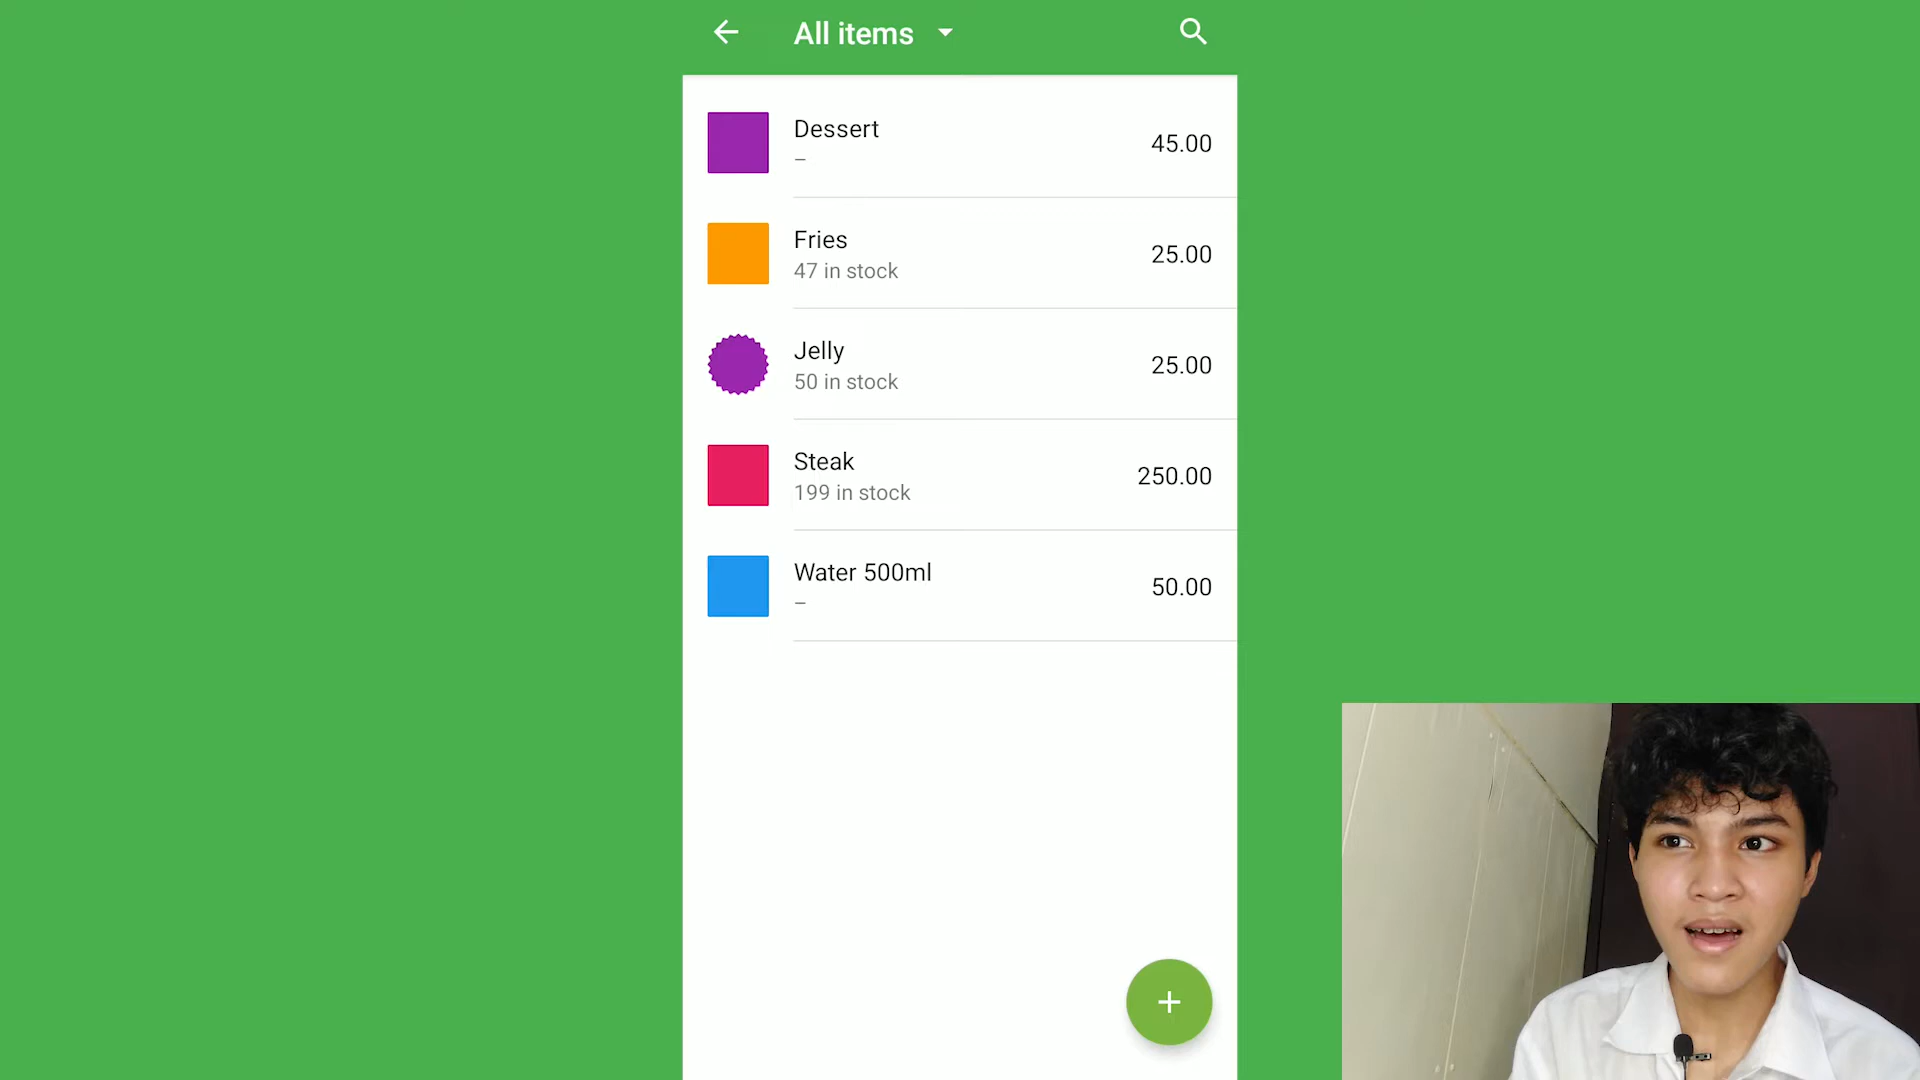 All items
Dessert
–
45.00
Fries
47 in stock
25.00
Jelly
50 in stock
25.00
Steak
199 in stock
250.00
Water 500ml
–
50.00